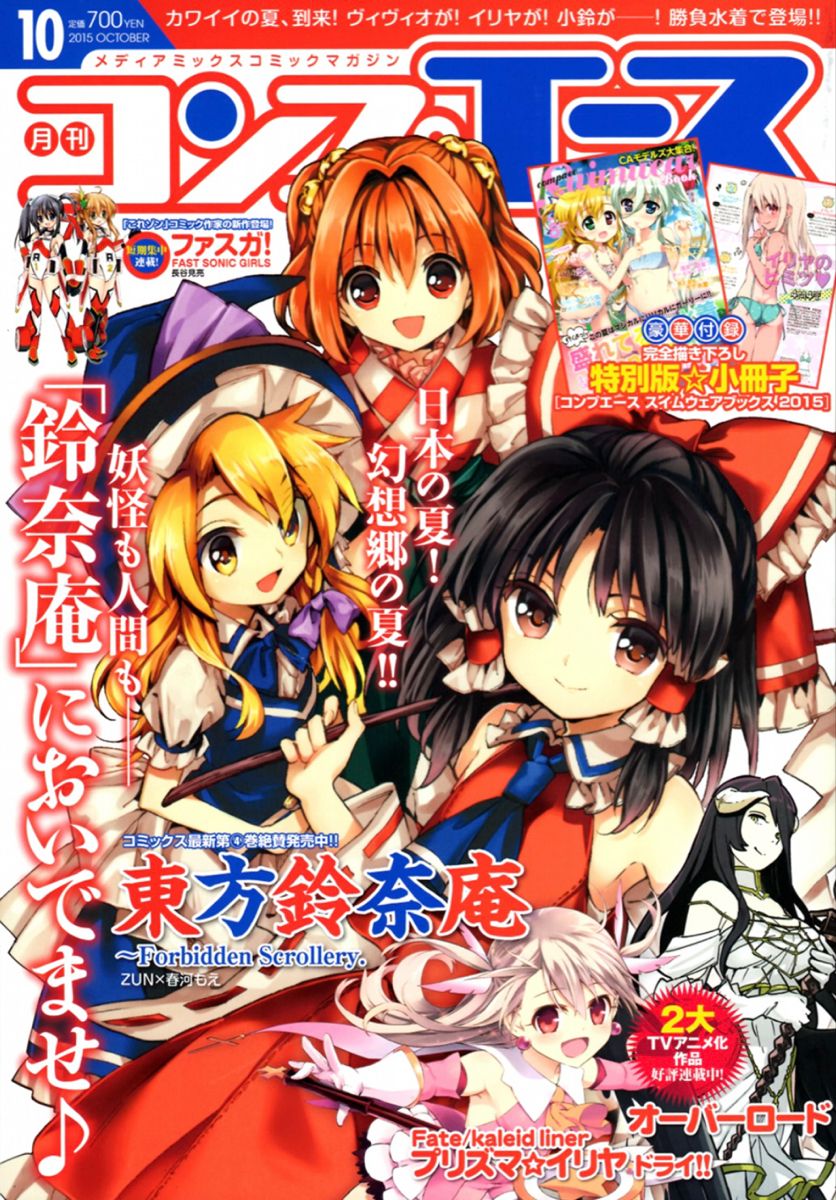 10
定価700YEN
2015 OCTOBER
カワイイの夏、到来! ヴィヴィオが! イリヤが! 小鈴が──! 勝負水着で登場!!
メディアミックスコミックマガジン
月刊
コンプエース
「これゾン」コミック作家の新作登場!
短期集中
連載!
ファスガ!
FAST SONIC GIRLS
長谷見亮
CAモデルズ大集合!
compact
Swimwear
Book
イリヤの
ヒミツ
豪華付録
完全描き下ろし
特別版☆小冊子
[コンプエース スイムウェアブックス 2015]
日本の夏!
幻想郷の夏!!
妖怪も人間も──
「鈴奈庵」においでませ♪
コミックス最新第④巻絶賛発売中!!
東方鈴奈庵
～Forbidden Scrollery.
ZUN×春河もえ
2大
TVアニメ化
作品
好評連載中!
オーバーロード
Fate/kaleid liner
プリズマ☆イリヤ ドライ!!